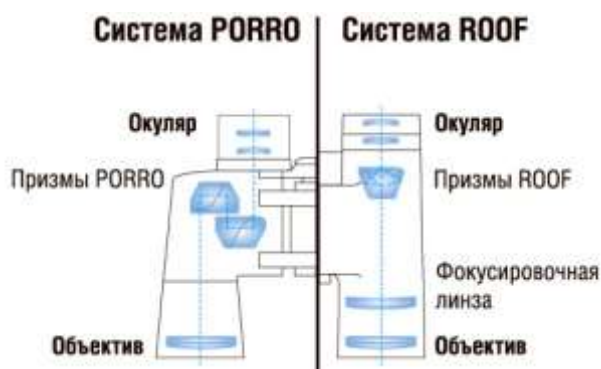 Система PORRO
Система ROOF
Окуляр
Призмы PORRO
Объектив
Окуляр
Призмы ROOF
Фокусировочная
линза
Объектив